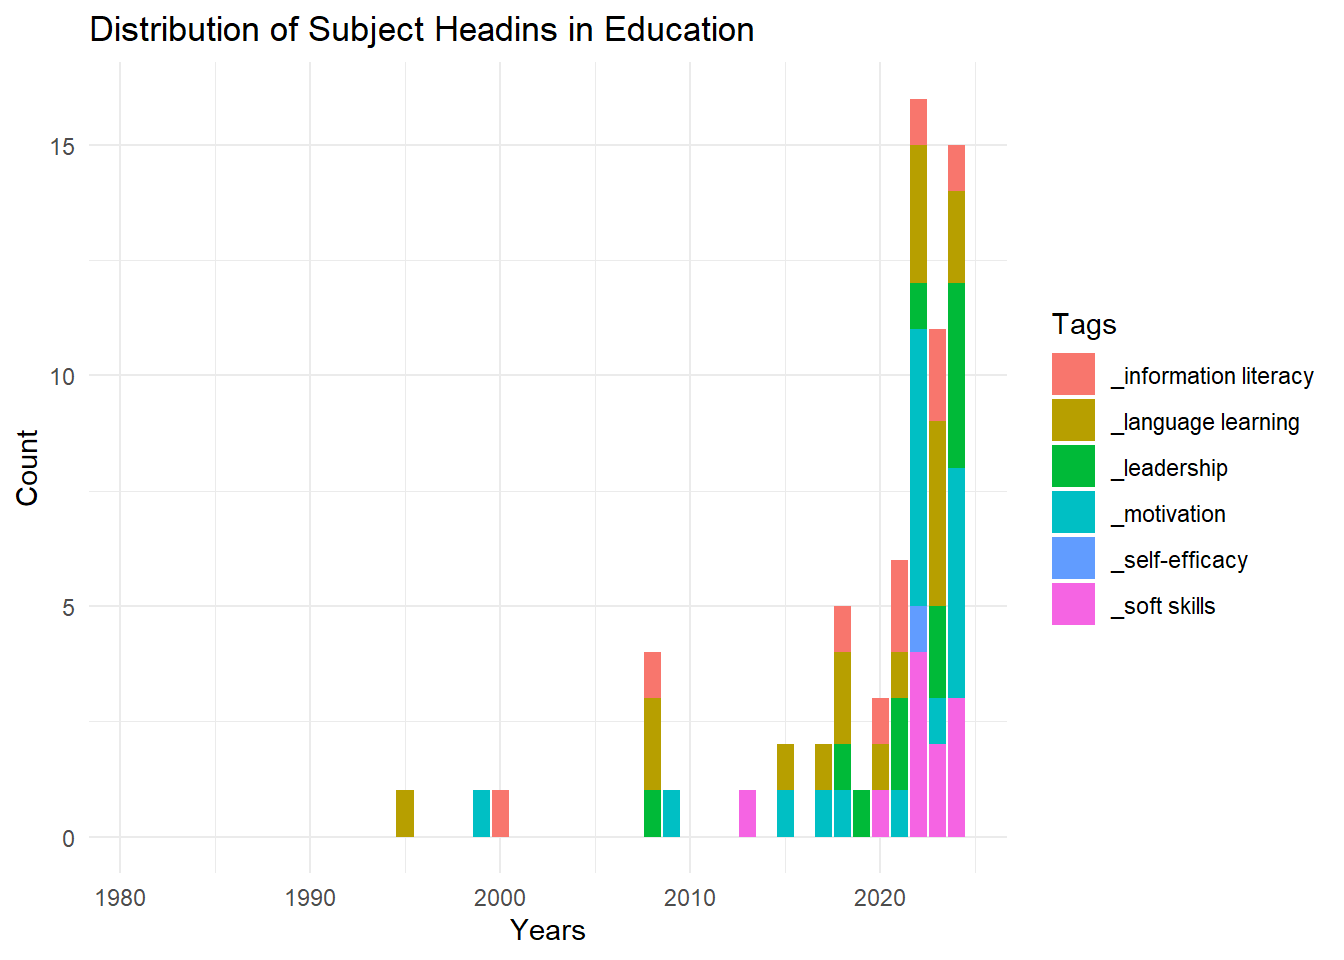 Distribution of Subject Headins in Education
15
10
5
0
Count
1980
1990
2000
2010
2020
Years
Tags
_information literacy
_language learning
_leadership
_motivation
_self-efficacy
_soft skills